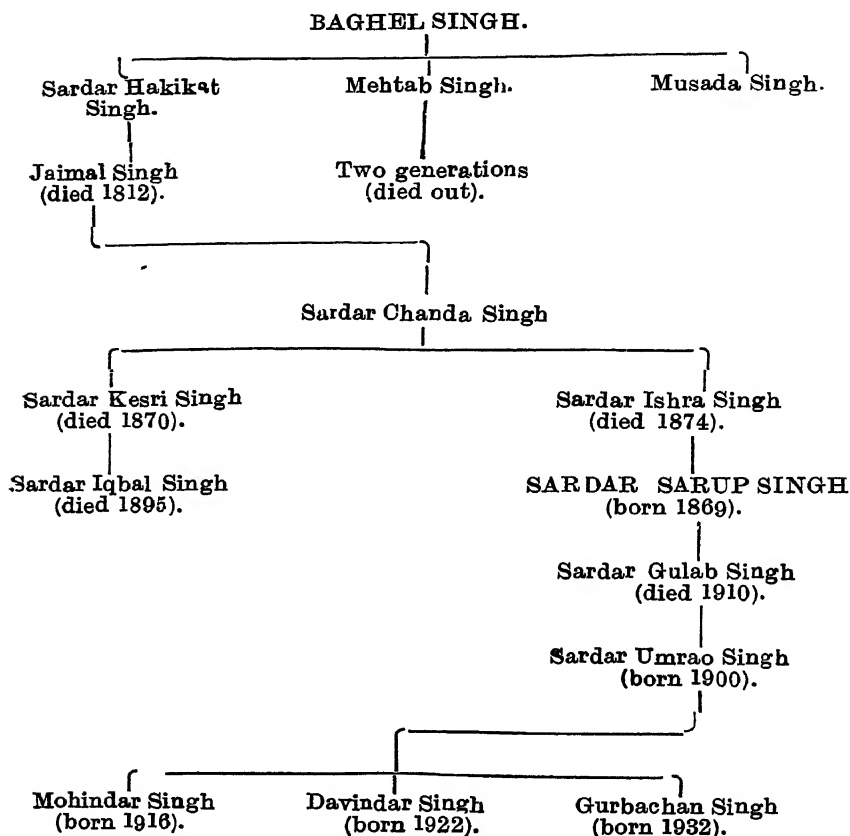 BAGHEL SINGH.
Sardar Hakikat
Singh.
Mehtab Singh.
Musada Singh.
Jaimal Singh
(died 1812).
Two generations
(died out).
Sardar Chanda Singh
Sardar Kesri Singh
(died 1870).
Sardar Ishra Singh
(died 1874).
Sardar Iqbal Singh
(died 1895).
SARDAR SARUP SINGH
(born 1869).
Sardar Gulab Singh
(died 1910).
Sardar Umrao Singh
(born 1900).
Mohindar Singh
(born 1916).
Davindar Singh
(born 1922).
Gurbachan Singh
(born 1932).